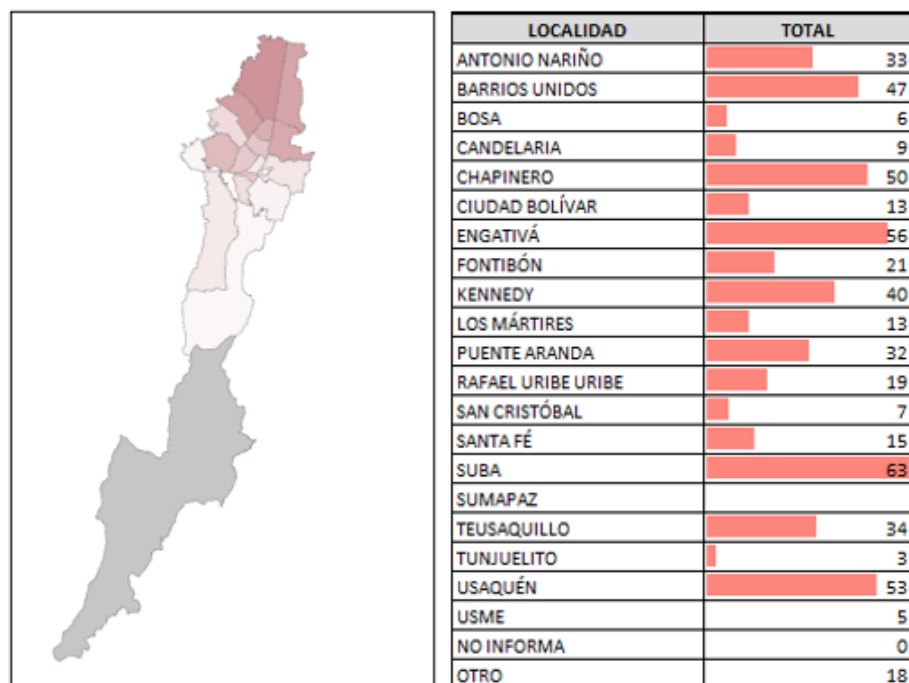 LOCALIDAD TOTAL
ANTONIO NARIÑO 33
BARRIOS UNIDOS 47
BOSA 6
CANDELARIA 9
CHAPINERO 50
CIUDAD BOLÍVAR 13
ENGATIVÁ 56
FONTIBÓN 21
KENNEDY 40
LOS MÁRTIRES 13
PUENTE ARANDA 32
RAFAEL URIBE URIBE 19
SAN CRISTÓBAL 7
SANTA FÉ 15
SUBA 63
SUMAPAZ
TEUSAQUILLO 34
TUNJUELITO 3
USAQUÉN 53
USME 5
NO INFORMA 0
OTRO 18